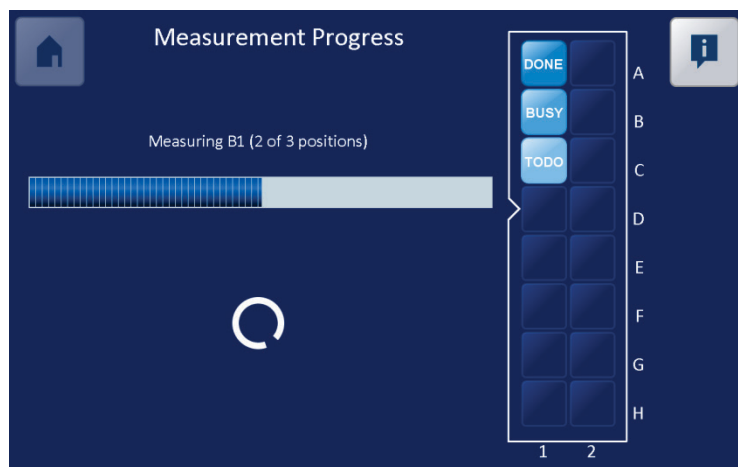 Measurement Progress
Measuring B1 (2 of 3 positions)
DONE
A
BUSY
B
TODO
C
D
E
F
G
H
1 2
i